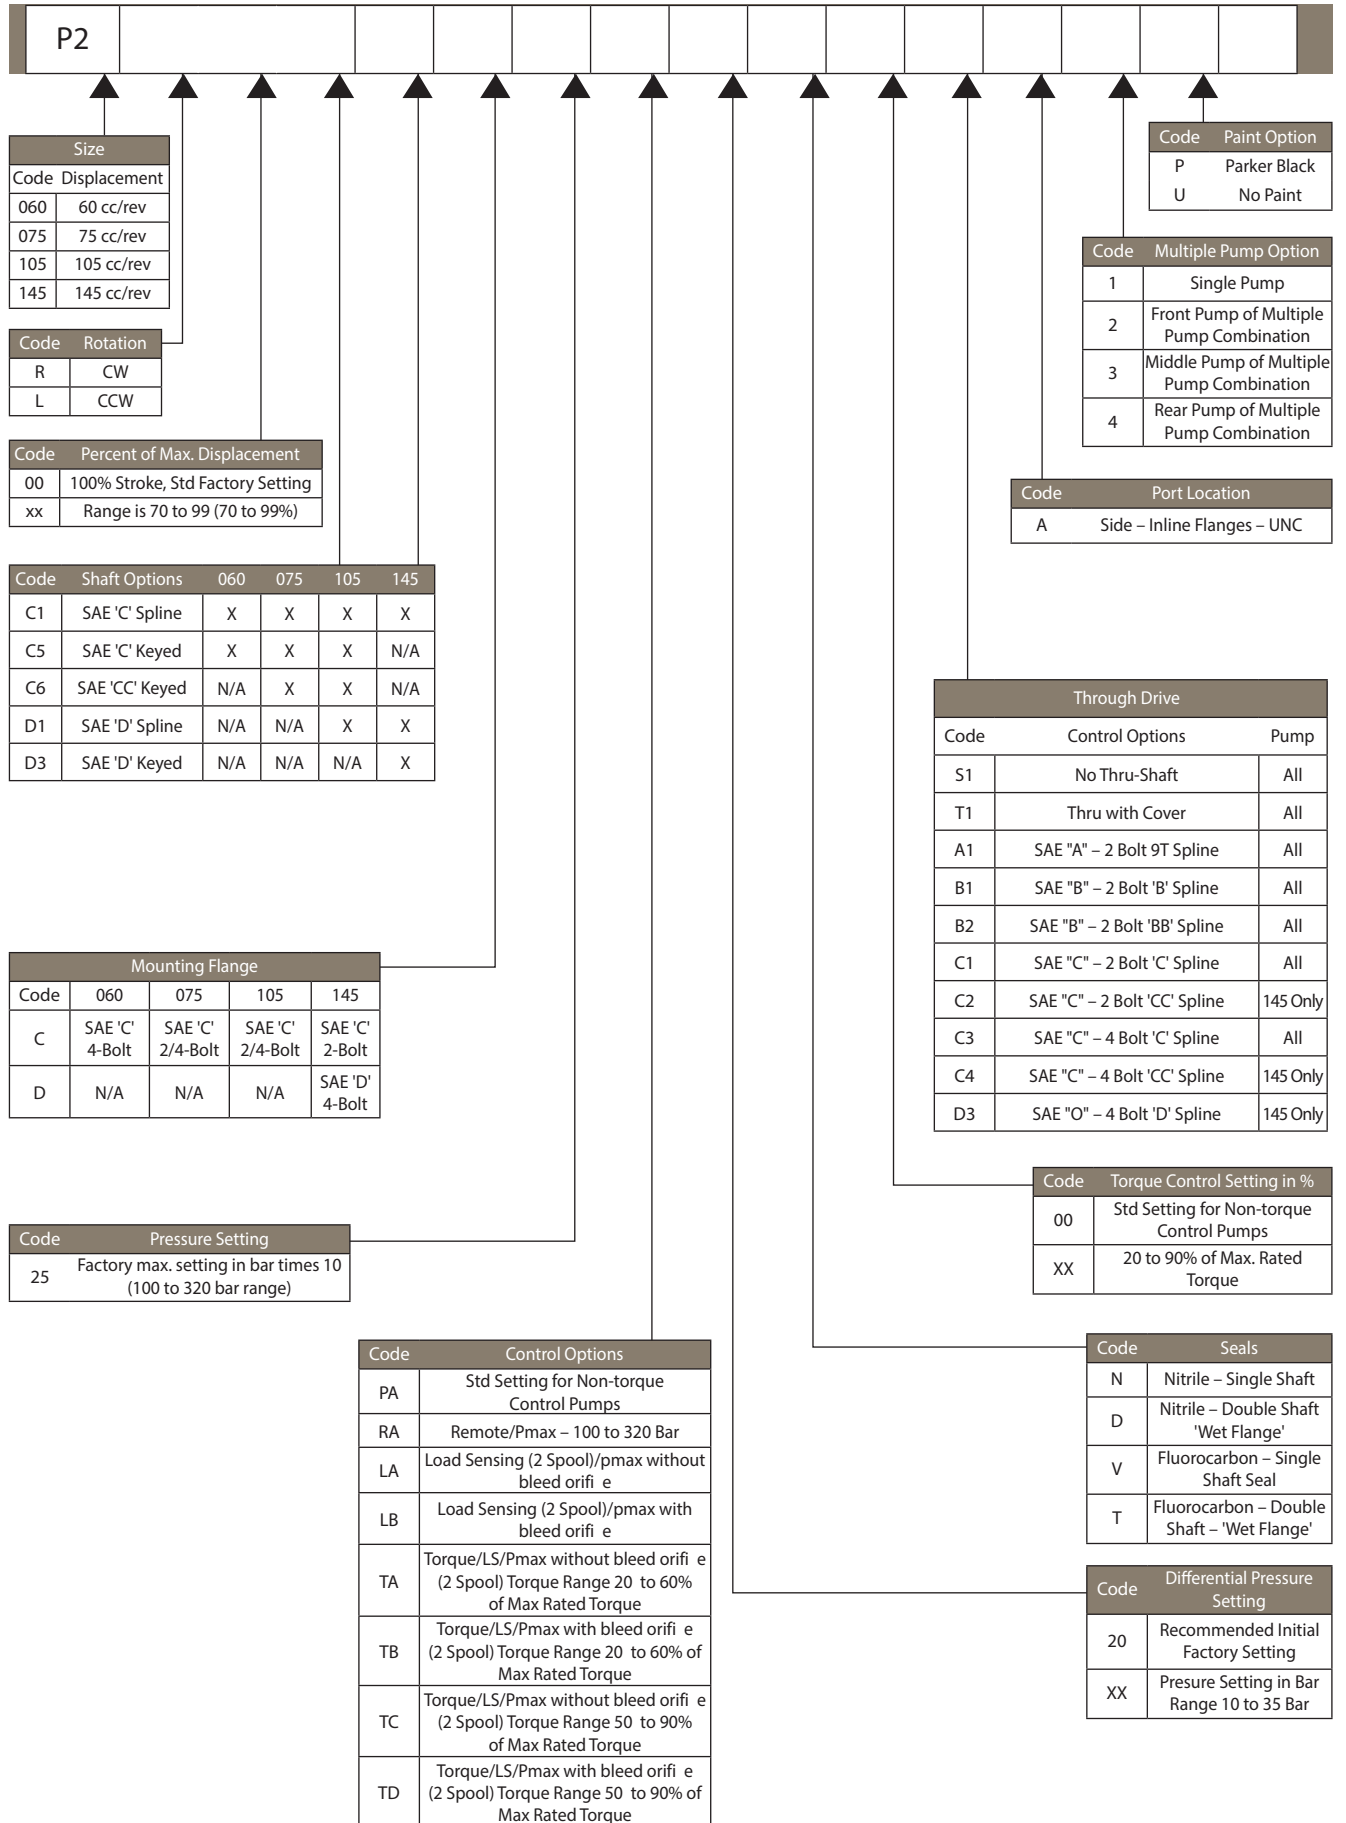 P2
Size
Code Displacement
060 60 cc/rev
075 75 cc/rev
105 105 cc/rev
145 145 cc/rev
Code Rotation
R CW
L CCW
Code Percent of Max. Displacement
00 100% Stroke, Std Factory Setting
xx Range is 70 to 99 (70 to 99%)
Code Shaft Options 060 075 105 145
C1 SAE 'C' Spline X X X X
C5 SAE 'C' Keyed X X X N/A
C6 SAE 'CC' Keyed N/A X X N/A
D1 SAE 'D' Spline N/A N/A X X
D3 SAE 'D' Keyed N/A N/A N/A X
Mounting Flange
Code 060 075 105 145
C SAE 'C' SAE 'C' SAE 'C' SAE 'C'
4-Bolt 2/4-Bolt 2/4-Bolt 2-Bolt
D N/A N/A N/A SAE 'D'
4-Bolt
Code Pressure Setting
25 Factory max. setting in bar times 10
(100 to 320 bar range)
Code Control Options
PA Std Setting for Non-torque
Control Pumps
RA Remote/Pmax – 100 to 320 Bar
LA Load Sensing (2 Spool)/pmax without
bleed orifi e
LB Load Sensing (2 Spool)/pmax with
bleed orifi e
TA Torque/LS/Pmax without bleed orifi e
(2 Spool) Torque Range 20 to 60%
of Max Rated Torque
TB Torque/LS/Pmax with bleed orifi e
(2 Spool) Torque Range 20 to 60% of
Max Rated Torque
TC Torque/LS/Pmax without bleed orifi e
(2 Spool) Torque Range 50 to 90%
of Max Rated Torque
TD Torque/LS/Pmax with bleed orifi e
(2 Spool) Torque Range 50 to 90% of
Max Rated Torque
Code Paint Option
P Parker Black
U No Paint
Code Multiple Pump Option
1 Single Pump
2 Front Pump of Multiple
Pump Combination
3 Middle Pump of Multiple
Pump Combination
4 Rear Pump of Multiple
Pump Combination
Code Port Location
A Side – Inline Flanges – UNC
Through Drive
Code Control Options Pump
S1 No Thru-Shaft All
T1 Thru with Cover All
A1 SAE "A" – 2 Bolt 9T Spline All
B1 SAE "B" – 2 Bolt 'B' Spline All
B2 SAE "B" – 2 Bolt 'BB' Spline All
C1 SAE "C" – 2 Bolt 'C' Spline All
C2 SAE "C" – 2 Bolt 'CC' Spline 145 Only
C3 SAE "C" – 4 Bolt 'C' Spline All
C4 SAE "C" – 4 Bolt 'CC' Spline 145 Only
D3 SAE "O" – 4 Bolt 'D' Spline 145 Only
Code Torque Control Setting in %
00 Std Setting for Non-torque
Control Pumps
XX 20 to 90% of Max. Rated
Torque
Code Seals
N Nitrile – Single Shaft
D Nitrile – Double Shaft
'Wet Flange'
V Fluorocarbon – Single
Shaft Seal
T Fluorocarbon – Double
Shaft – 'Wet Flange'
Code Differential Pressure
Setting
20 Recommended Initial
Factory Setting
XX Presure Setting in Bar
Range 10 to 35 Bar